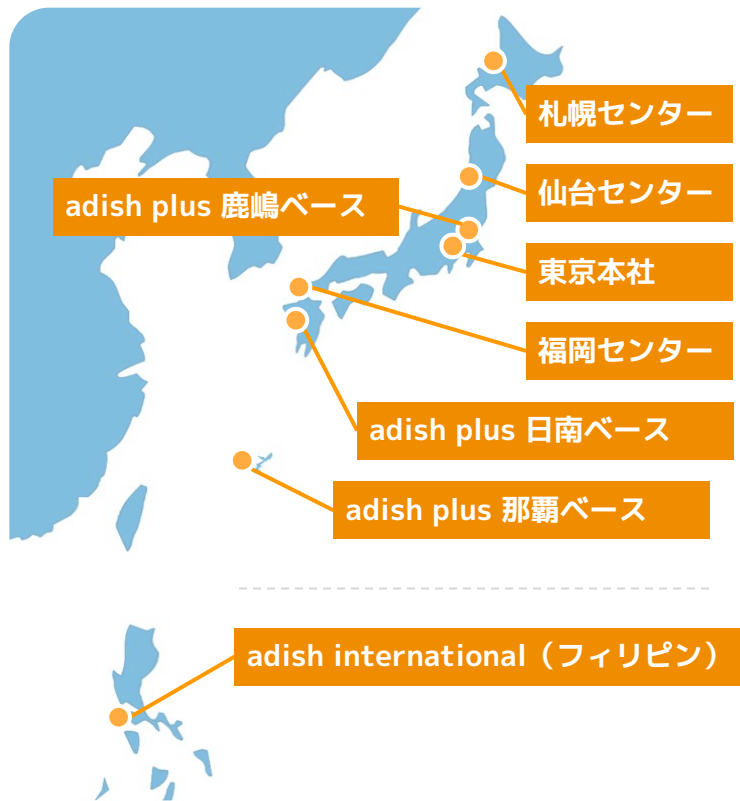 札幌センター
adish plus 鹿嶋ベース
仙台センター
東京本社
福岡センター
adish plus 日南ベース
adish plus 那覇ベース
adish international（フィリピン）